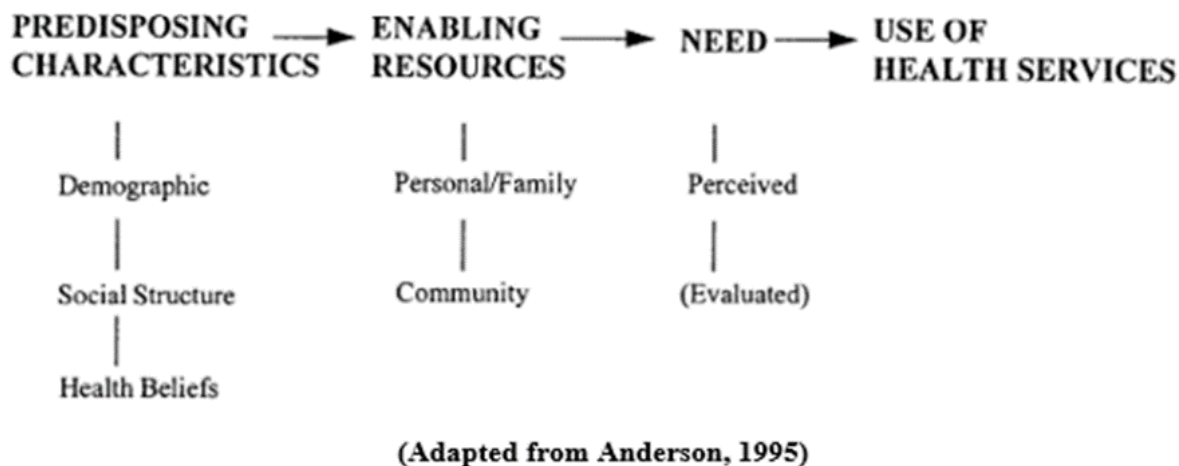 PREDISPOSING CHARACTERISTICS
ENABLING RESOURCES
NEED
USE OF HEALTH SERVICES
Demographic
Personal/Family
Perceived
Social Structure
Community
(Evaluated)
Health Beliefs
(Adapted from Anderson, 1995)